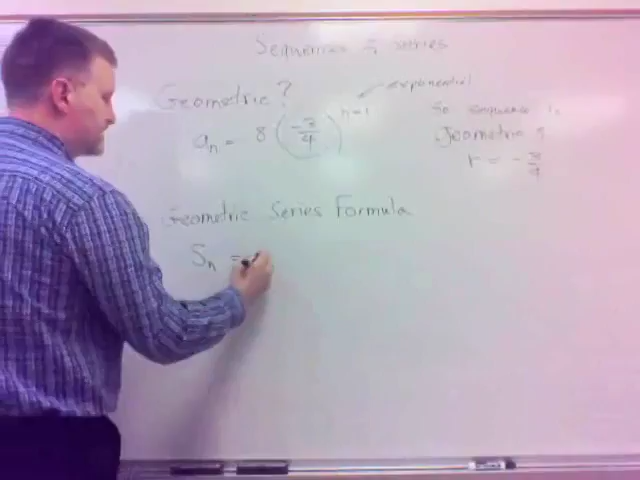 Sequences & series
Geometric? exponential
a_n = 8 (-3/4)^(n-1)
So sequence is
Geometric &
r = -3/4
Geometric Series Formula
S_n =